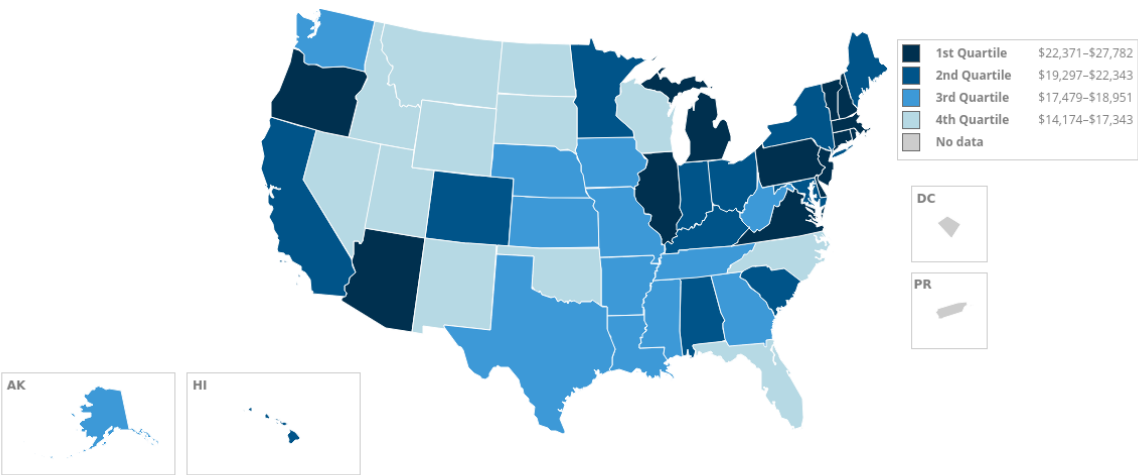 1st Quartile $22,371–$27,782
2nd Quartile $19,297–$22,343
3rd Quartile $17,479–$18,951
4th Quartile $14,174–$17,343
No data
DC
PR
AK
HI